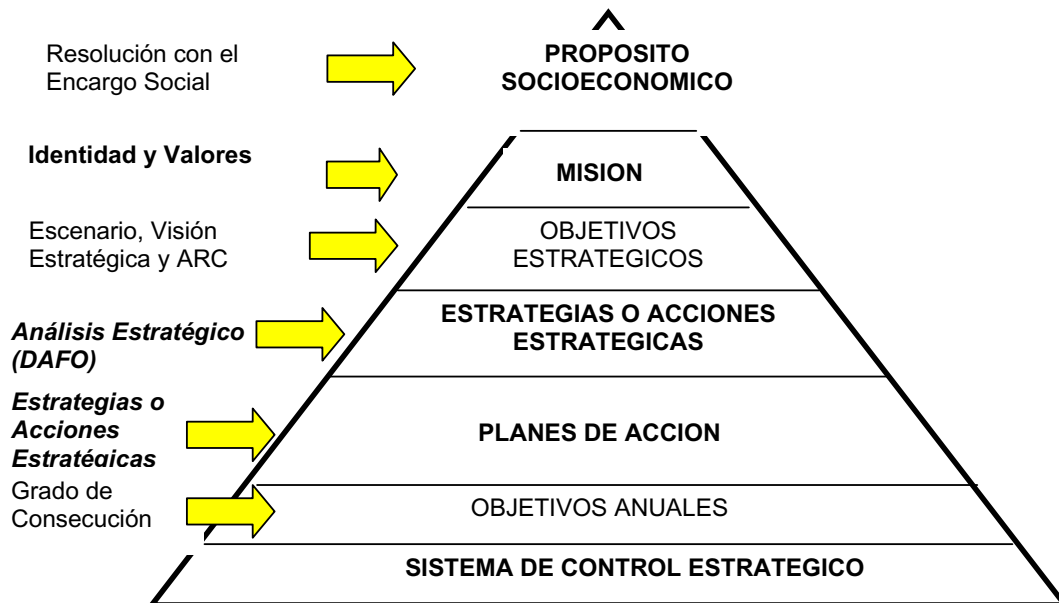 Resolución con el
Encargo Social
PROPOSITO
SOCIOECONOMICO
Identidad y Valores
MISION
Escenario, Visión
Estratégica y ARC
OBJETIVOS
ESTRATEGICOS
Análisis Estratégico
(DAFO)
ESTRATEGIAS O ACCIONES
ESTRATEGICAS
Estrategias o
Acciones
Estratégicas
PLANES DE ACCION
Grado de
Consecución
OBJETIVOS ANUALES
SISTEMA DE CONTROL ESTRATEGICO